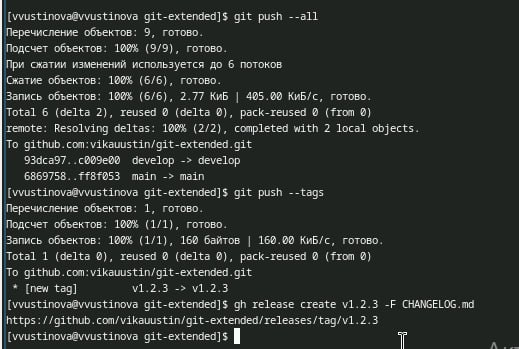 [vvustinova@vvustinova git-extended]$ git push --all
Перечисление объектов: 9, готово.
Подсчет объектов: 100% (9/9), готово.
При сжатии изменений используется до 6 потоков
Сжатие объектов: 100% (6/6), готово.
Запись объектов: 100% (6/6), 2.77 КиБ | 405.00 КиБ/с, готово.
Total 6 (delta 2), reused 0 (delta 0), pack-reused 0 (from 0)
remote: Resolving deltas: 100% (2/2), completed with 2 local objects.
To github.com:vikauustin/git-extended.git
   93dca97..c009e00  develop -> develop
   6869758..ff8f053  main -> main
[vvustinova@vvustinova git-extended]$ git push --tags
Перечисление объектов: 1, готово.
Подсчет объектов: 100% (1/1), готово.
Запись объектов: 100% (1/1), 160 байтов | 160.00 КиБ/с, готово.
Total 1 (delta 0), reused 0 (delta 0), pack-reused 0 (from 0)
To github.com:vikauustin/git-extended.git
 * [new tag]         v1.2.3 -> v1.2.3
[vvustinova@vvustinova git-extended]$ gh release create v1.2.3 -F CHANGELOG.md
https://github.com/vikauustin/git-extended/releases/tag/v1.2.3
[vvustinova@vvustinova git-extended]$